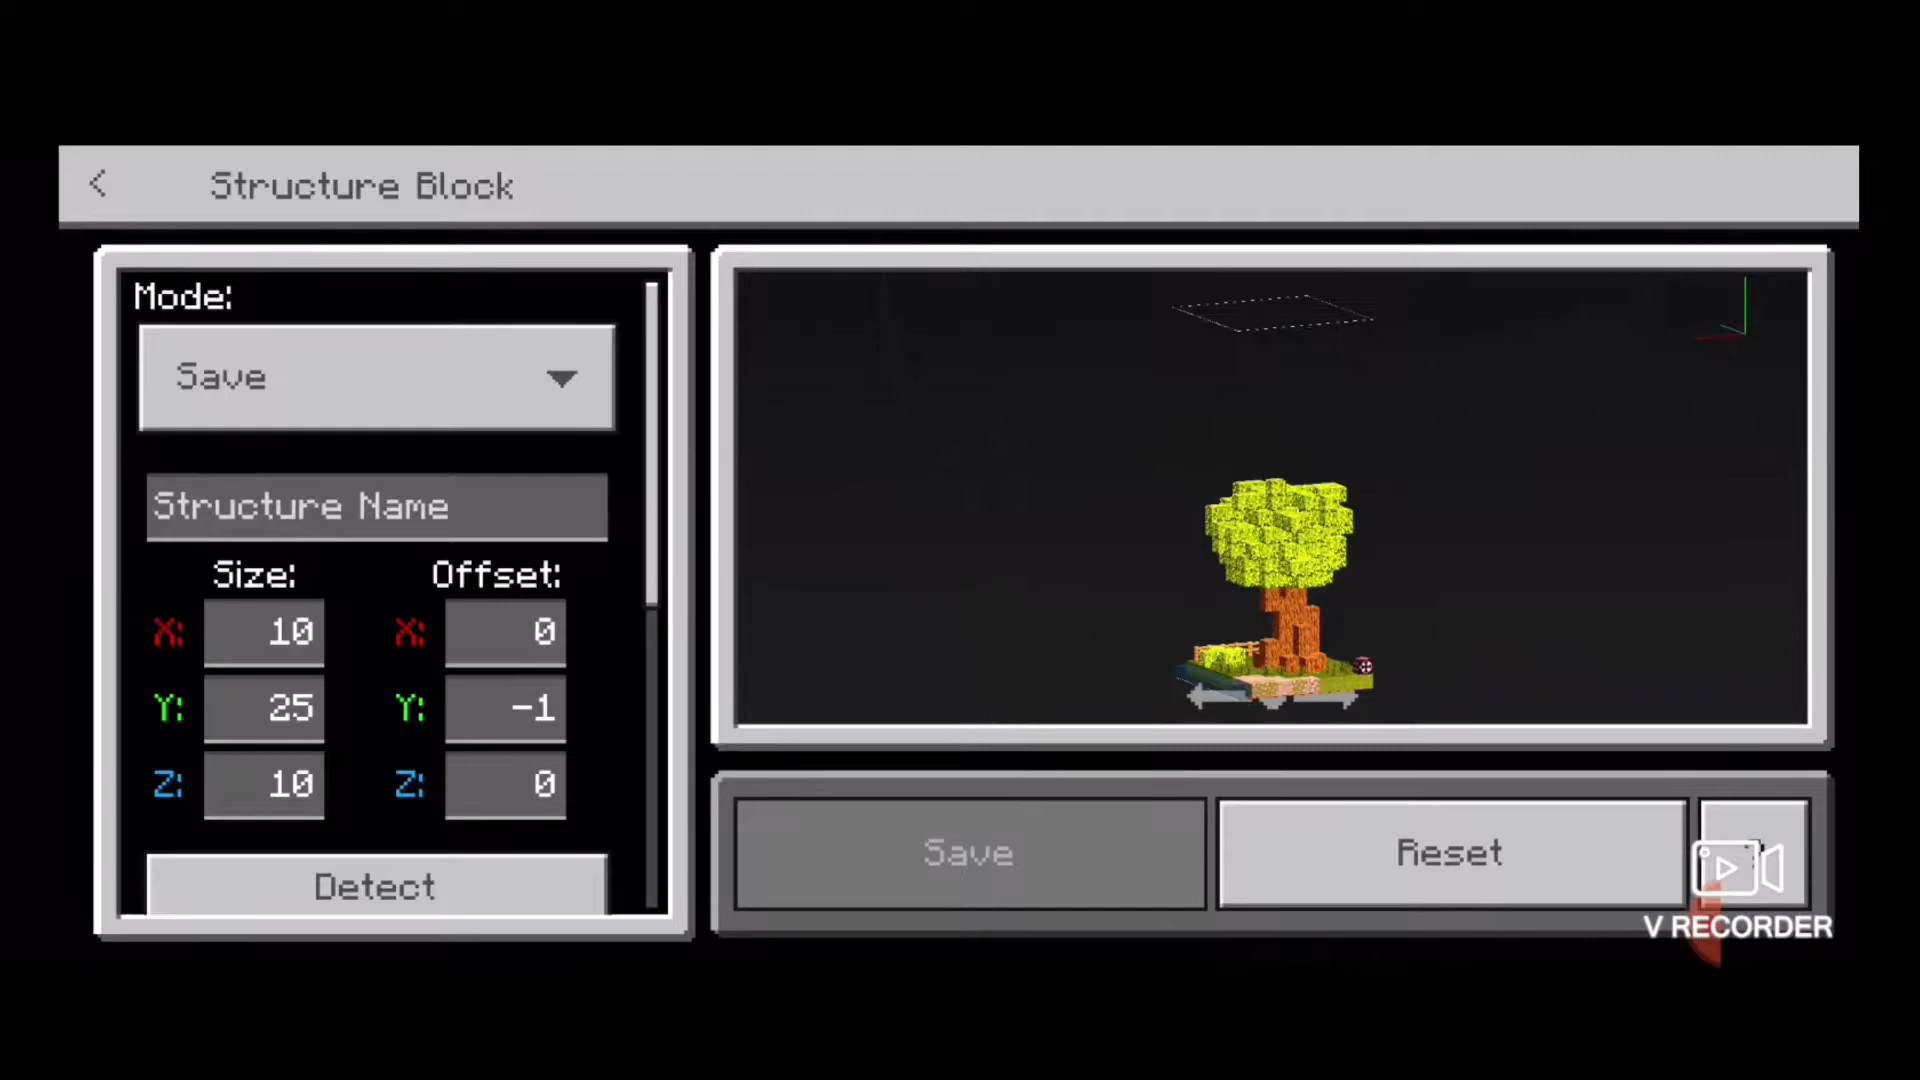 Structure Block
Mode:
Save
Structure Name
Size: Offset:
X: 10 X: 0
Y: 25 Y: -1
Z: 10 Z: 0
Detect
Save
Reset
V RECORDER